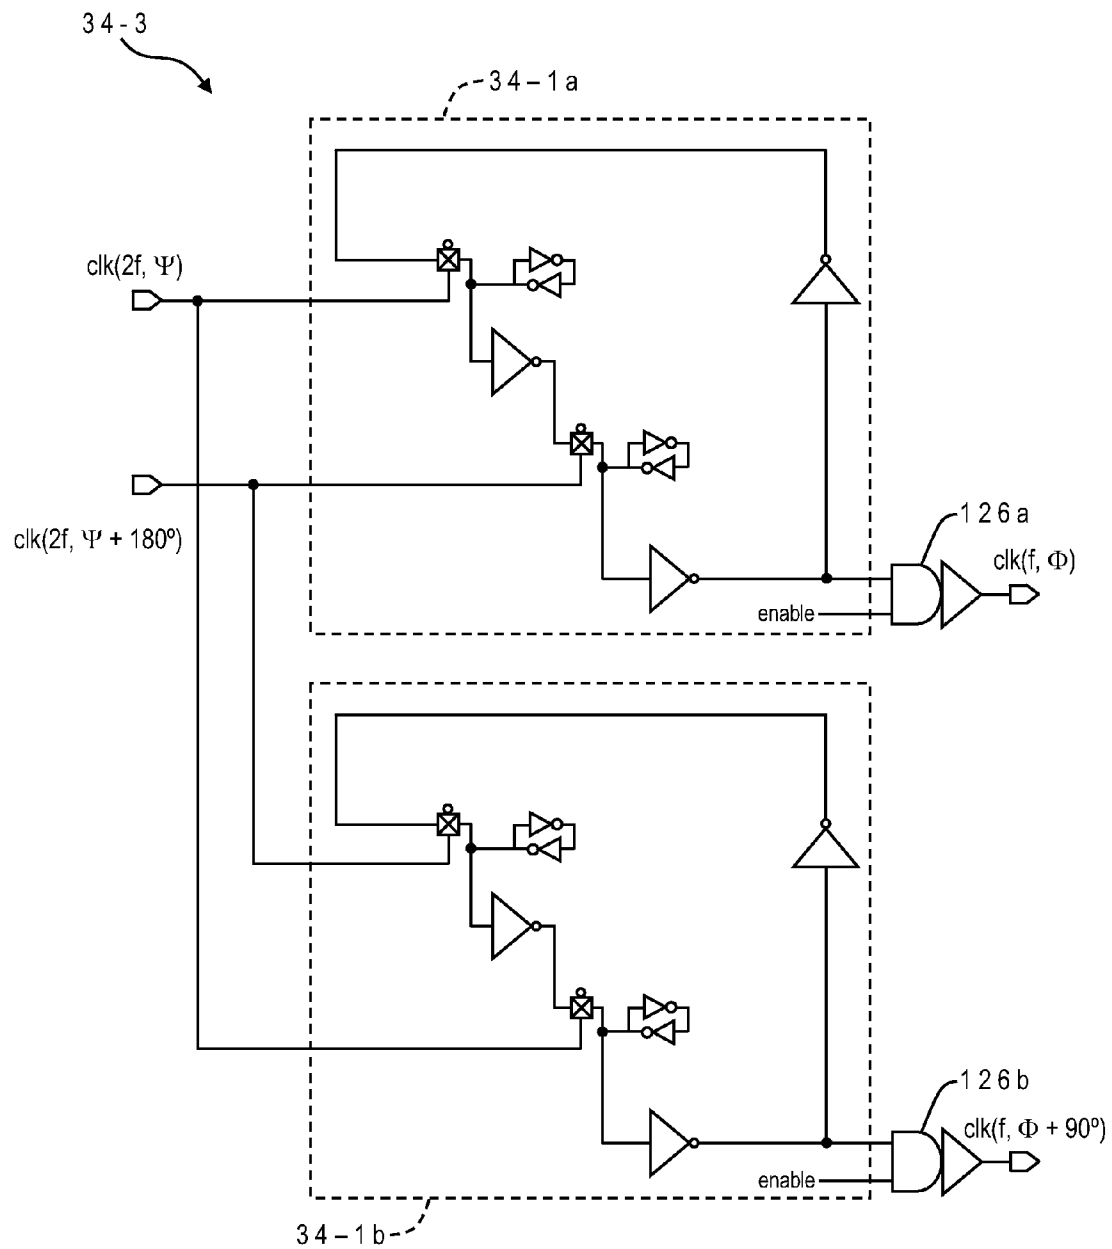 34-3
34-1a
clk(2f, Ψ)
clk(2f, Ψ + 180º)
126a
clk(f, Φ)
enable
126b
clk(f, Φ + 90º)
enable
34-1b